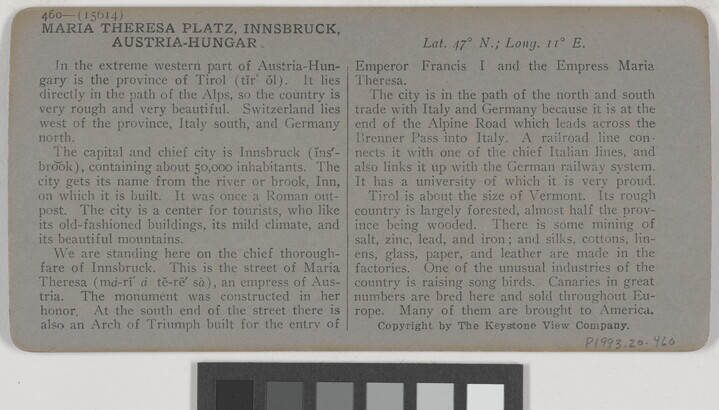 460—(15614)
MARIA THERESA PLATZ, INNSBRUCK,
AUSTRIA-HUNGAR
Lat. 47° N.; Long. 11° E.
In the extreme western part of Austria-Hun-
gary is the province of Tirol (tĭr´ ŏl). It lies
directly in the path of the Alps, so the country is
very rough and very beautiful. Switzerland lies
west of the province, Italy south, and Germany
north.
The capital and chief city is Innsbruck (ĭns′-
bro͝ok), containing about 50,000 inhabitants. The
city gets its name from the river or brook, Inn,
on which it is built. It was once a Roman out-
post. The city is a center for tourists, who like
its old-fashioned buildings, its mild climate, and
its beautiful mountains.
We are standing here on the chief thorough-
fare of Innsbruck. This is the street of Maria
Theresa (má-rī´ á tĕ-rē´ sà), an empress of Aus-
tria. The monument was constructed in her
honor. At the south end of the street there is
also an Arch of Triumph built for the entry of
Emperor Francis I and the Empress Maria
Theresa.
The city is in the path of the north and south
trade with Italy and Germany because it is at the
end of the Alpine Road which leads across the
Brenner Pass into Italy. A railroad line con-
nects it with one of the chief Italian lines, and
also links it up with the German railway system.
It has a university of which it is very proud.
Tirol is about the size of Vermont. Its rough
country is largely forested, almost half the prov-
ince being wooded. There is some mining of
salt, zinc, lead, and iron; and silks, cottons, lin-
ens, glass, paper, and leather are made in the
factories. One of the unusual industries of the
country is raising song birds. Canaries in great
numbers are bred here and sold throughout Eu-
rope. Many of them are brought to America.
Copyright by The Keystone View Company.
P1993.20.460